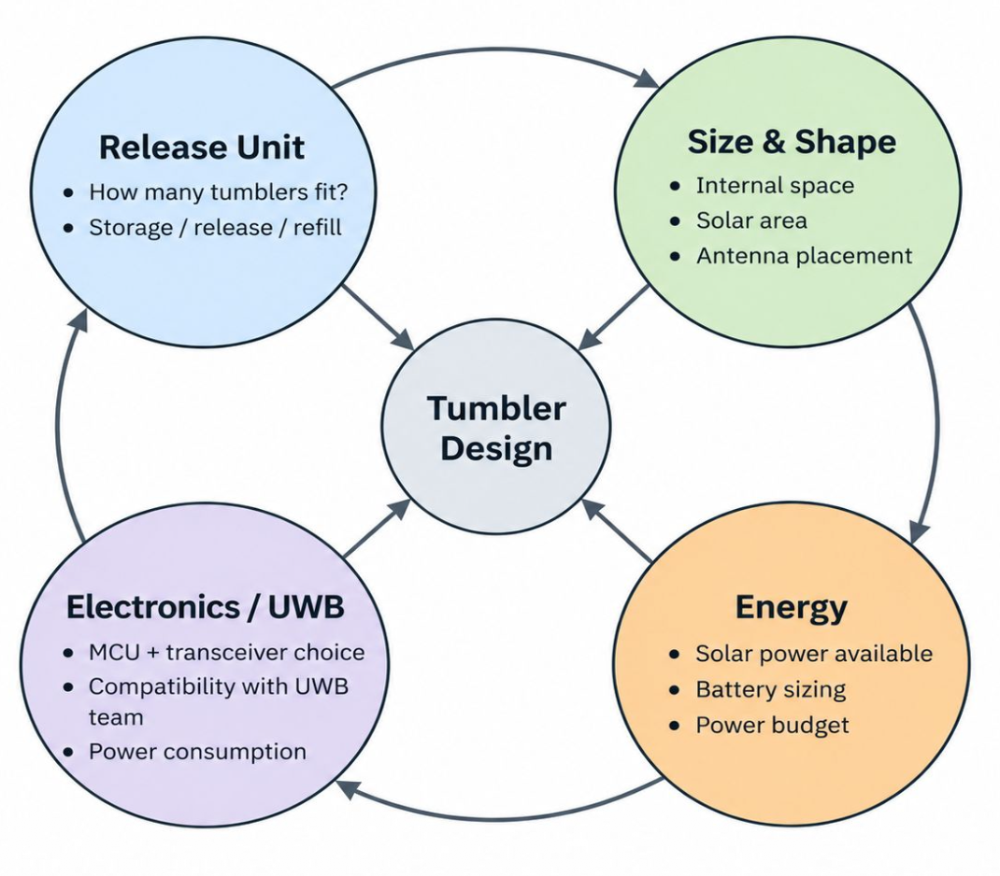 Release Unit
• How many tumblers fit?
• Storage / release / refill
Size & Shape
• Internal space
• Solar area
• Antenna placement
Tumbler
Design
Electronics / UWB
• MCU + transceiver choice
• Compatibility with UWB
team
• Power consumption
Energy
• Solar power available
• Battery sizing
• Power budget